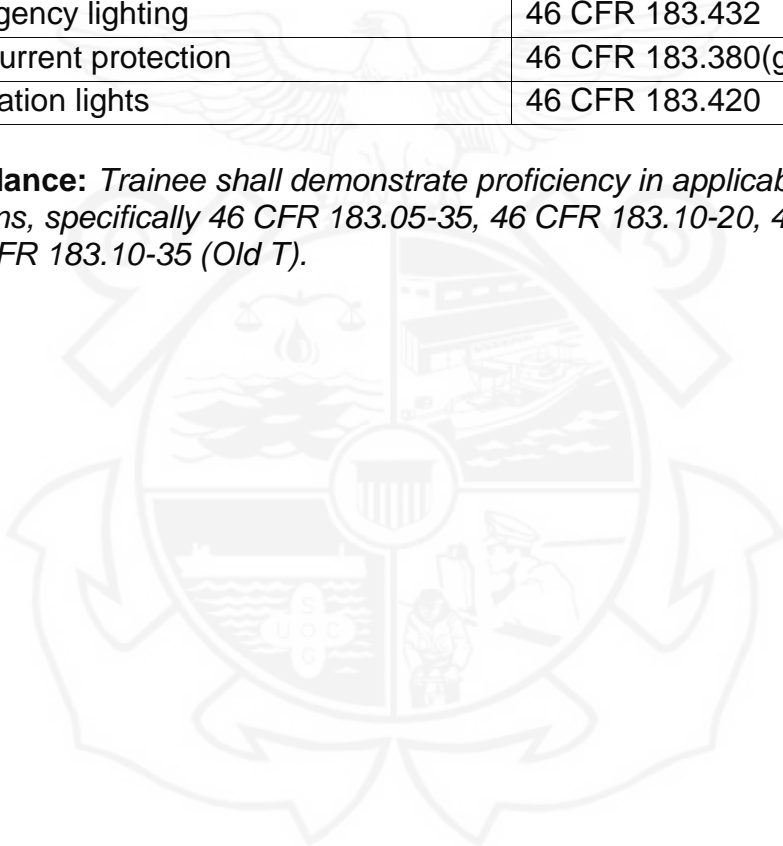 gency lighting 46 CFR 183.432
urrent protection 46 CFR 183.380(g
ation lights 46 CFR 183.420
lance: Trainee shall demonstrate proficiency in applicab
ns, specifically 46 CFR 183.05-35, 46 CFR 183.10-20, 4
FR 183.10-35 (Old T).
S
U O C
G